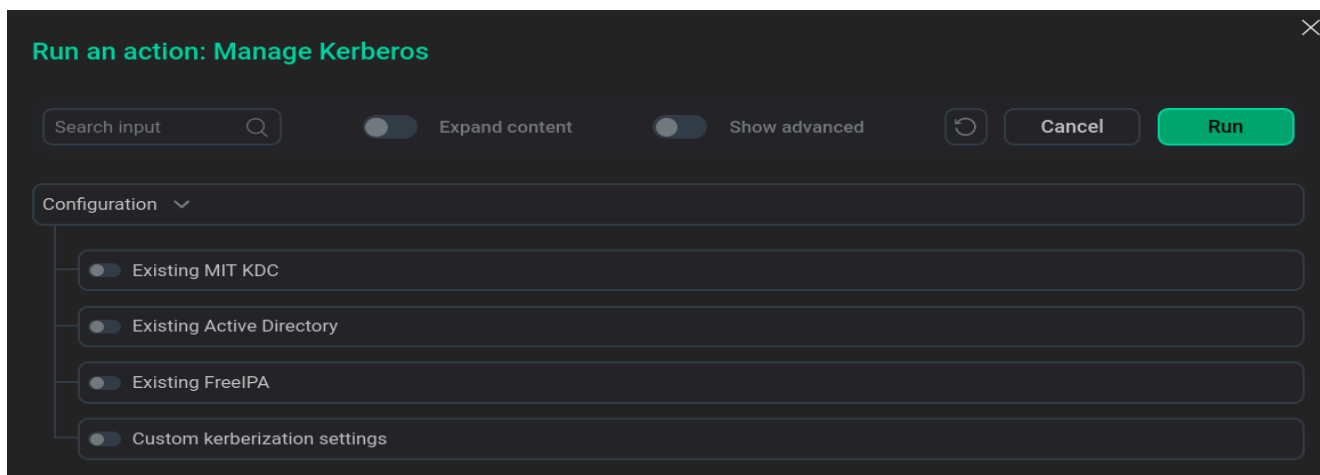 Run an action: Manage Kerberos
Search input Expand content Show advanced Cancel Run
Configuration
Existing MIT KDC
Existing Active Directory
Existing FreeIPA
Custom kerberization settings